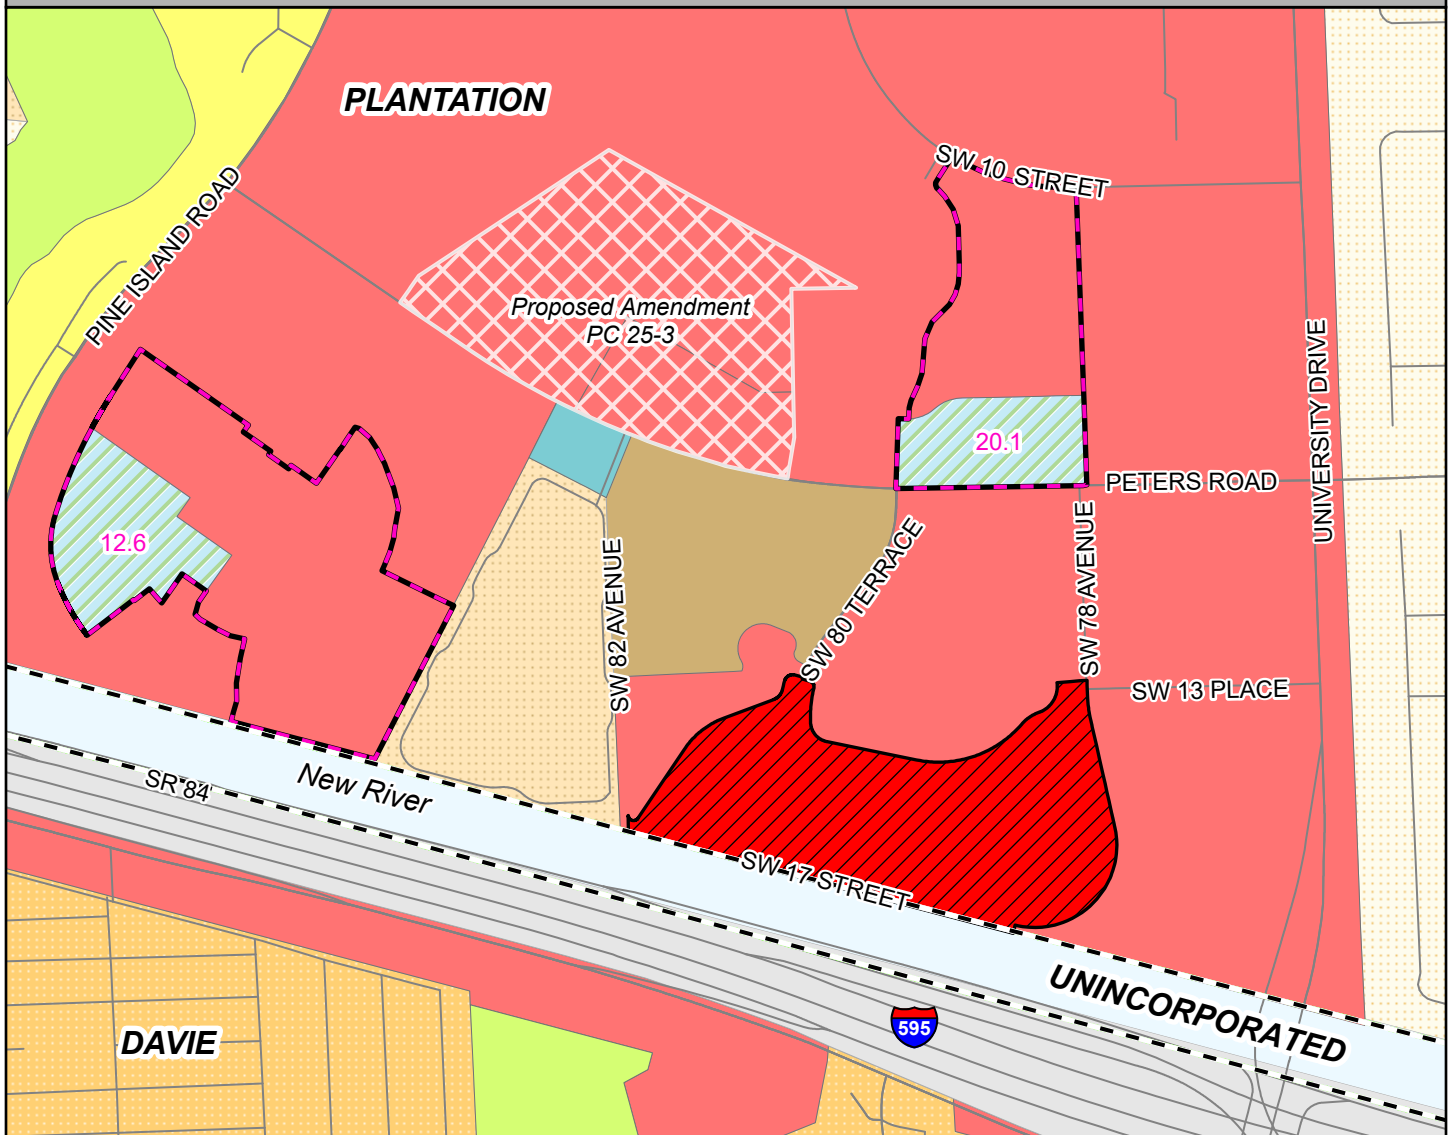 PLANTATION
SW 10 STREET
PINE ISLAND ROAD
Proposed Amendment
PC 25-3
UNIVERSITY DRIVE
20.1
PETERS ROAD
12.6
SW 82 AVENUE
SW 80 TERRACE
SW 78 AVENUE
SW 13 PLACE
New River
SR 84
SW 17 STREET
UNINCORPORATED
595
DAVIE